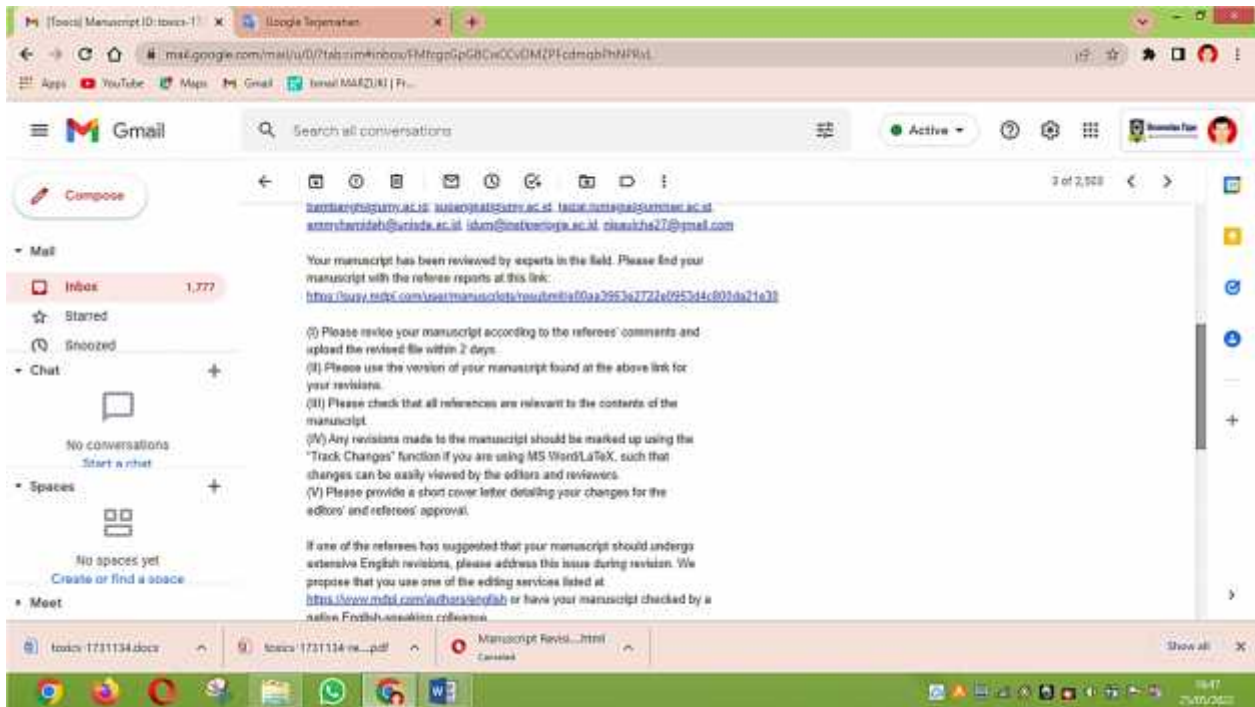 [Toxics] Manuscript ID: toxics-17
Google Terjemahan
Apps YouTube Maps Gmail Ismail MARZUKI | Fr...
Gmail
Search all conversations
Active
Compose
3 of 2,503
Mail
Inbox 1,777
Starred
Snoozed
Chat
No conversations
Start a chat
Spaces
No spaces yet
Create or find a space
Meet
Your manuscript has been reviewed by experts in the field. Please find your
manuscript with the referee reports at this link:
(I) Please revise your manuscript according to the referees' comments and
upload the revised file within 2 days.
(II) Please use the version of your manuscript found at the above link for
your revisions.
(III) Please check that all references are relevant to the contents of the
manuscript.
(IV) Any revisions made to the manuscript should be marked up using the
"Track Changes" function if you are using MS Word/LaTeX, such that
changes can be easily viewed by the editors and reviewers.
(V) Please provide a short cover letter detailing your changes for the
editors' and referees' approval.
If one of the referees has suggested that your manuscript should undergo
extensive English revisions, please address this issue during revision. We
propose that you use one of the editing services listed at
https://www.mdpi.com/authors/english or have your manuscript checked by a
native English-speaking colleague.
toxics-1731134.docx
toxics-1731134-re....pdf
Manuscript Revisi....html
Canceled
Show all
16:47